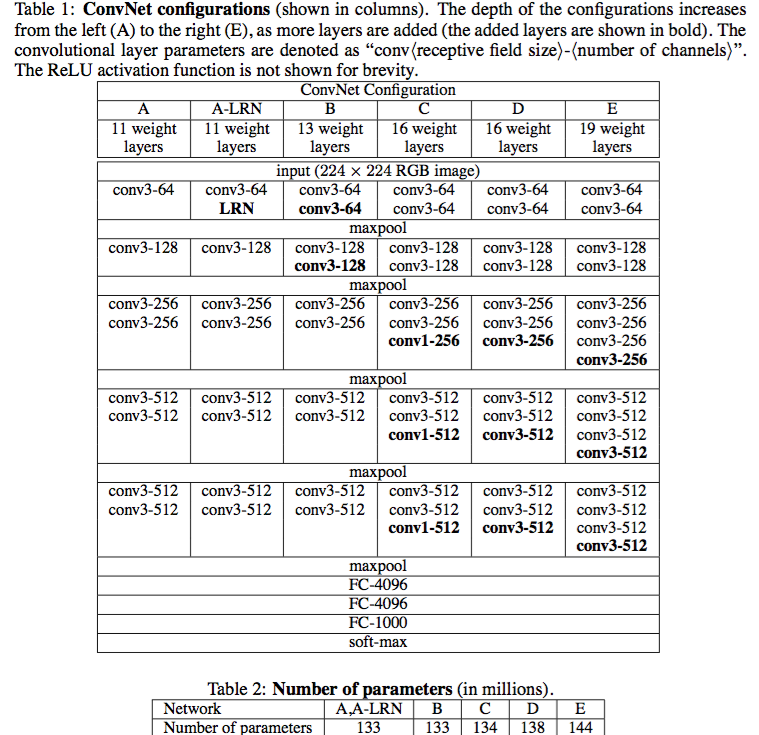 Table 1: ConvNet configurations (shown in columns). The depth of the configurations increases
from the left (A) to the right (E), as more layers are added (the added layers are shown in bold). The
convolutional layer parameters are denoted as “conv⟨receptive field size⟩-⟨number of channels⟩”.
The ReLU activation function is not shown for brevity.
ConvNet Configuration
A A-LRN B C D E
11 weight 11 weight 13 weight 16 weight 16 weight 19 weight
layers layers layers layers layers layers
input (224 × 224 RGB image)
conv3-64 conv3-64 conv3-64 conv3-64 conv3-64 conv3-64
LRN conv3-64 conv3-64 conv3-64 conv3-64
maxpool
conv3-128 conv3-128 conv3-128 conv3-128 conv3-128 conv3-128
conv3-128 conv3-128 conv3-128 conv3-128
maxpool
conv3-256 conv3-256 conv3-256 conv3-256 conv3-256 conv3-256
conv3-256 conv3-256 conv3-256 conv3-256 conv3-256 conv3-256
conv1-256 conv3-256 conv3-256
conv3-256
maxpool
conv3-512 conv3-512 conv3-512 conv3-512 conv3-512 conv3-512
conv3-512 conv3-512 conv3-512 conv3-512 conv3-512 conv3-512
conv1-512 conv3-512 conv3-512
conv3-512
maxpool
conv3-512 conv3-512 conv3-512 conv3-512 conv3-512 conv3-512
conv3-512 conv3-512 conv3-512 conv3-512 conv3-512 conv3-512
conv1-512 conv3-512 conv3-512
conv3-512
maxpool
FC-4096
FC-4096
FC-1000
soft-max
Table 2: Number of parameters (in millions).
Network A,A-LRN B C D E
Number of parameters 133 133 134 138 144